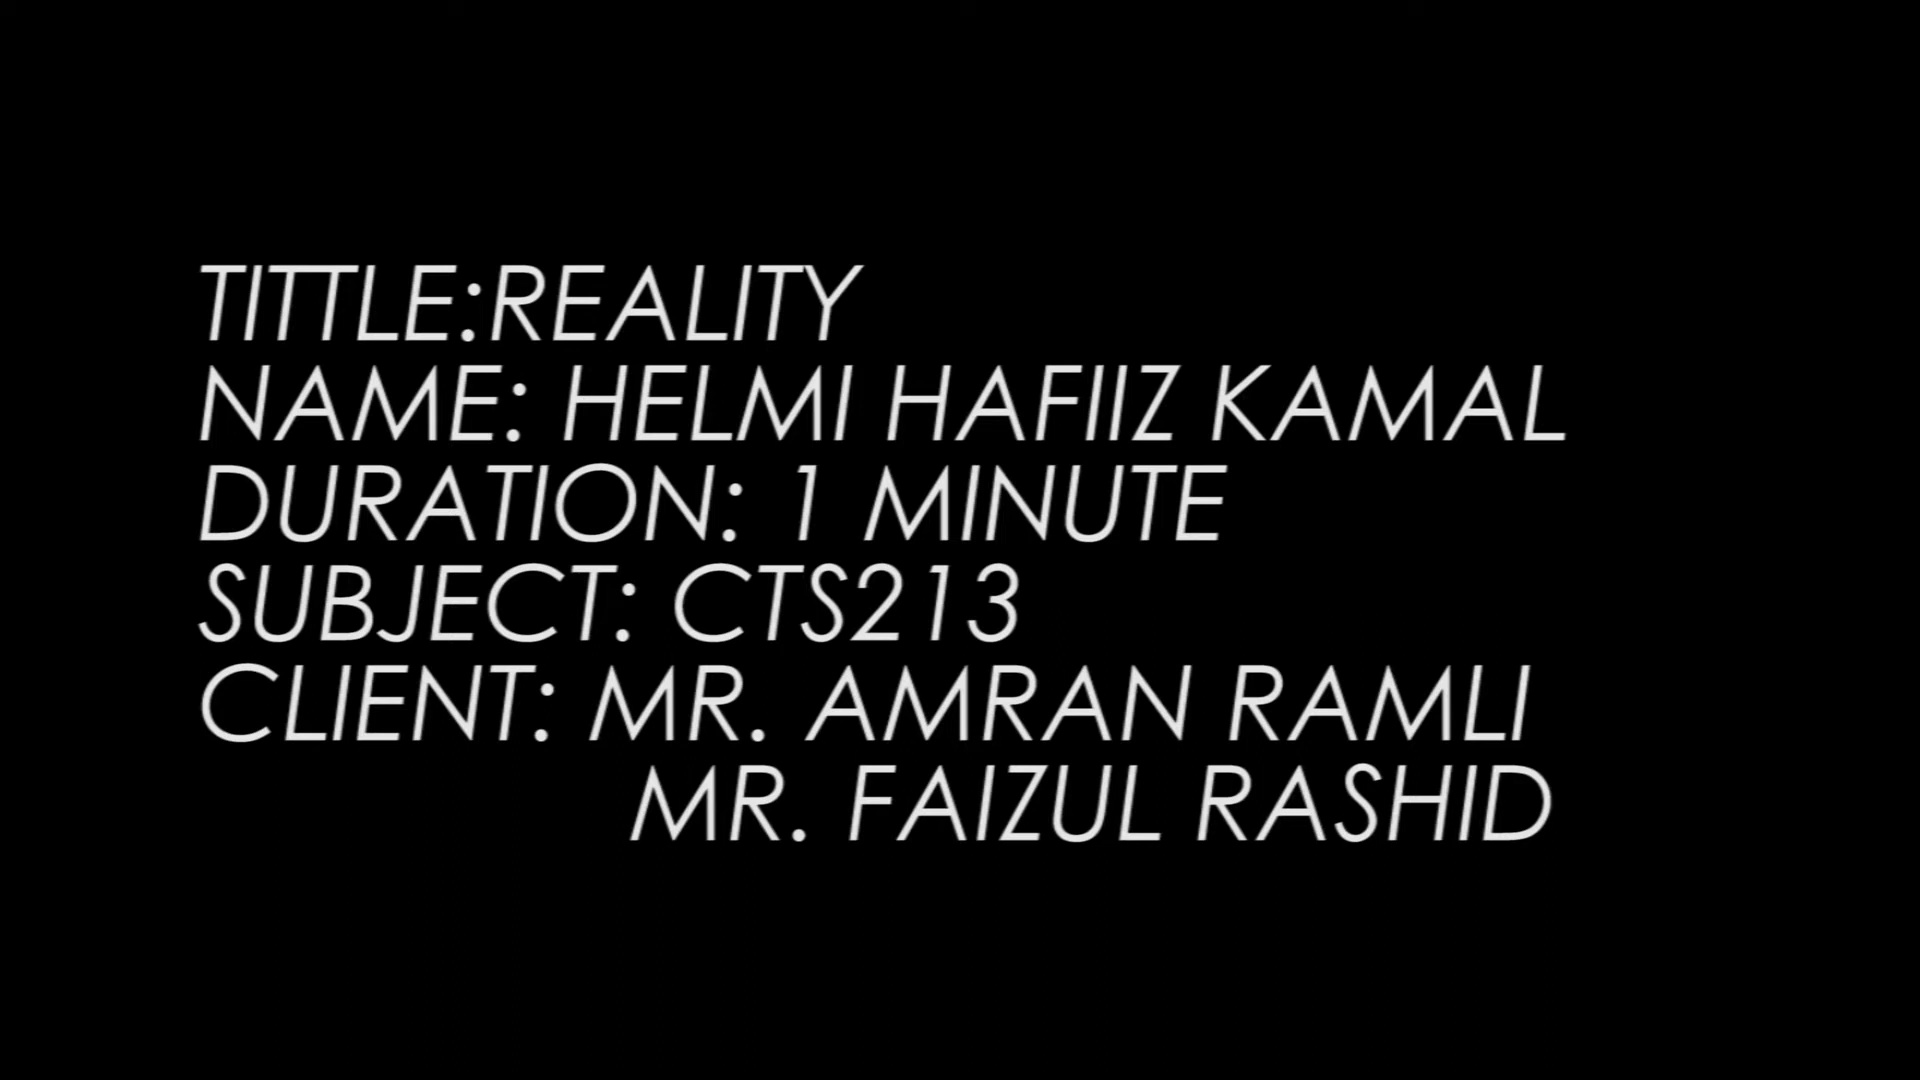 TITTLE:REALITY
NAME: HELMI HAFIIZ KAMAL
DURATION: 1 MINUTE
SUBJECT: CTS213
CLIENT: MR. AMRAN RAMLI
MR. FAIZUL RASHID